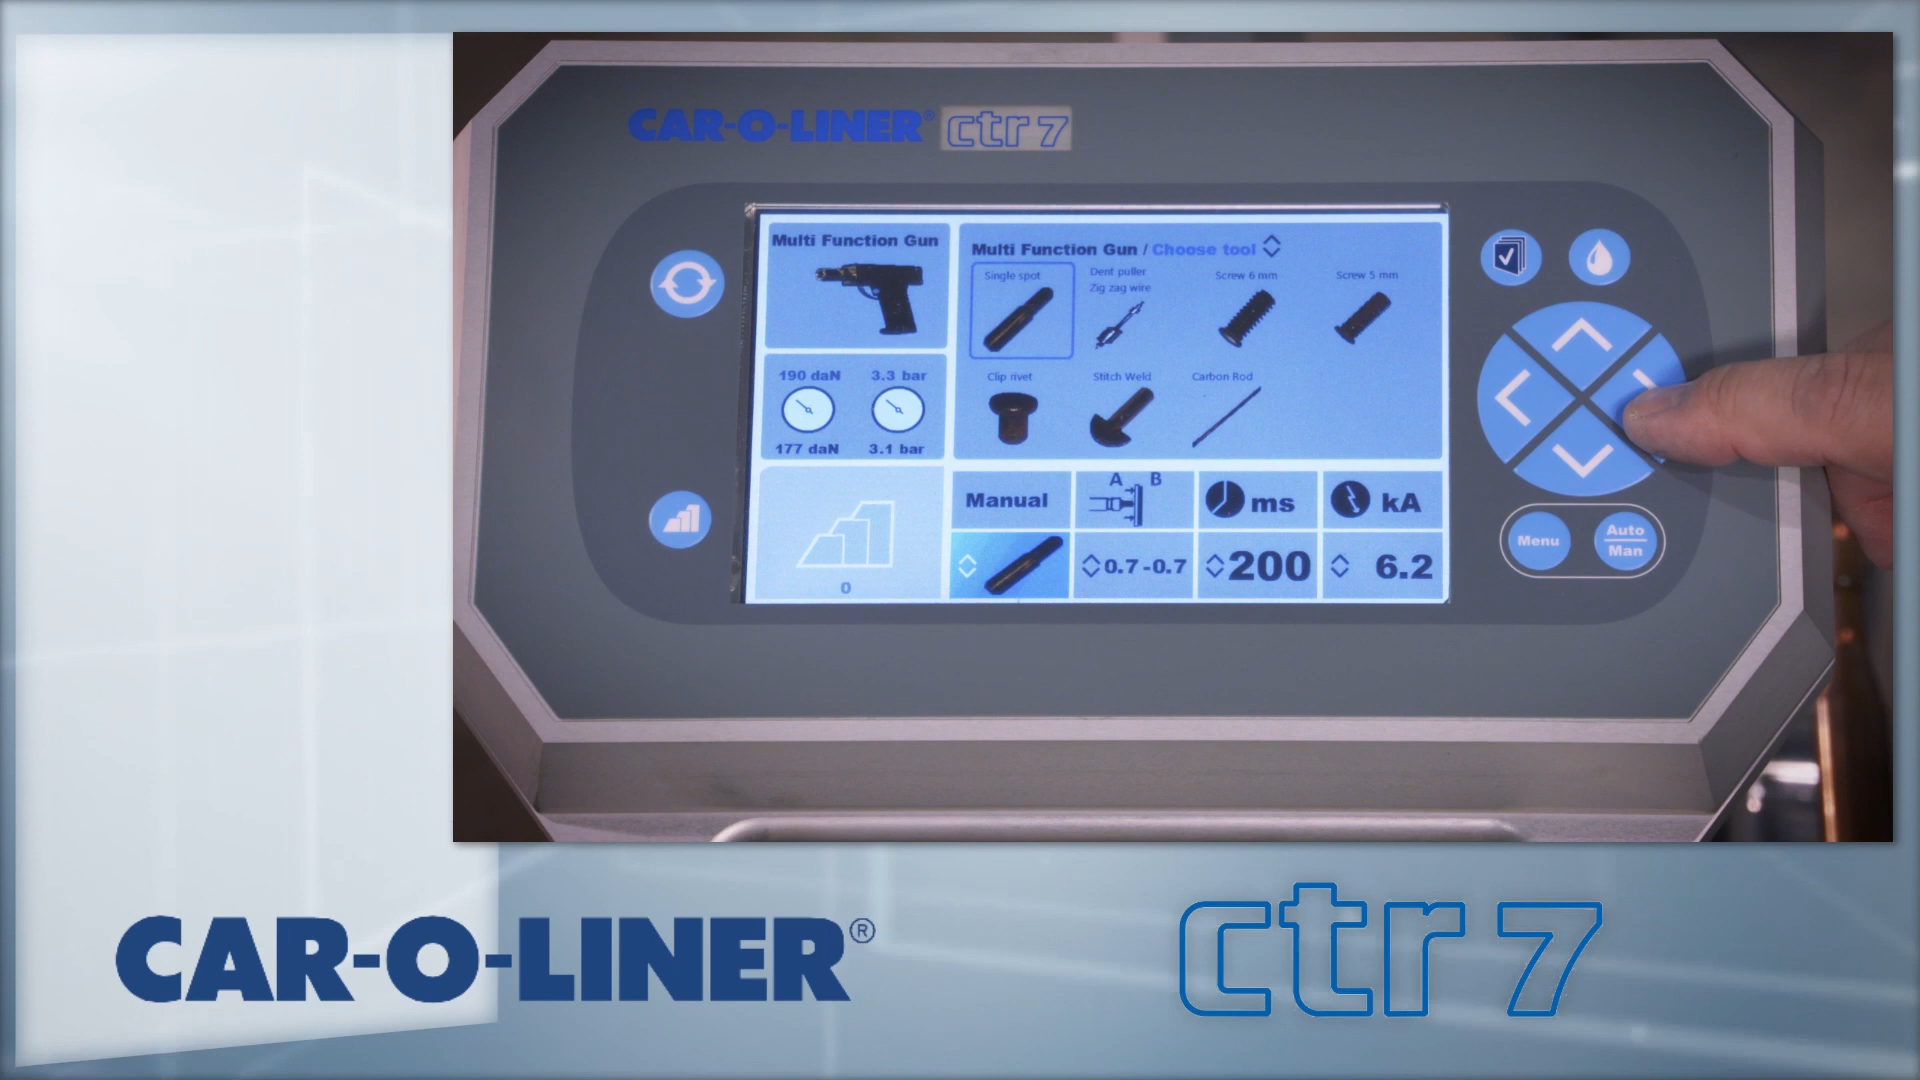 CAR-O-LINER® ctr 7
Multi Function Gun
190 daN 3.3 bar
177 daN 3.1 bar
0
Multi Function Gun / Choose tool
Single spot
Dent puller
Zig zag wire
Screw 6 mm
Screw 5 mm
Clip rivet
Stitch Weld
Carbon Rod
Manual
A B
ms
kA
0.7 - 0.7
200
6.2
Menu
Auto
Man
CAR-O-LINER®
ctr 7